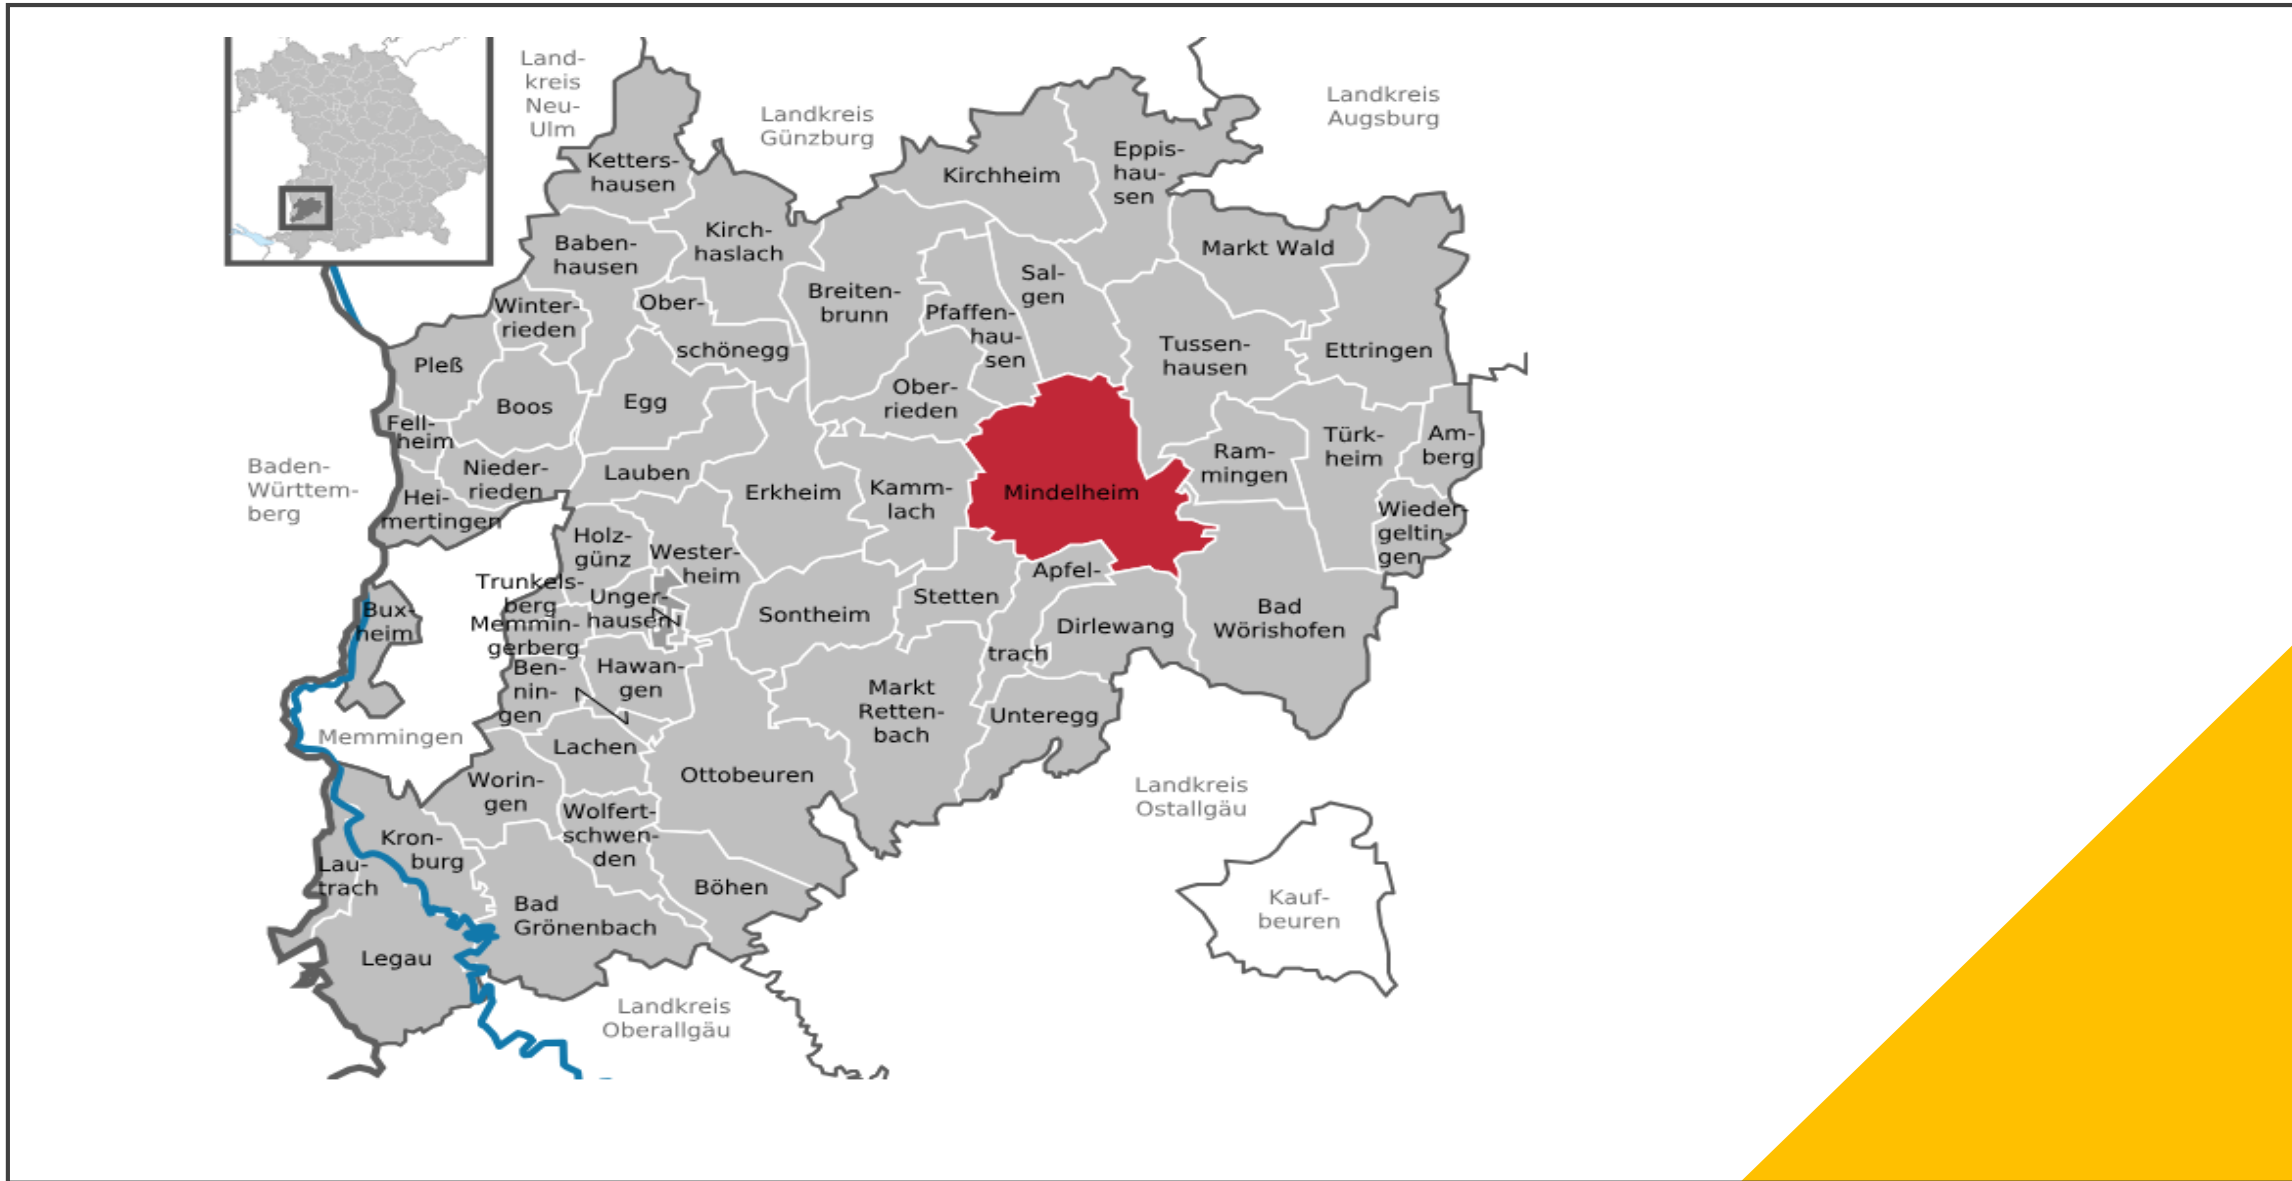 Land-
kreis
Neu-
Ulm
Landkreis
Günzburg
Landkreis
Augsburg
Ketters-
hausen
Kirchheim
Eppis-
hau-
sen
Baben-
hausen
Kirch-
haslach
Markt Wald
Breiten-
brunn
Sal-
gen
Winter-
rieden
Ober-
schönegg
Pfaffen-
hau-
sen
Pleß
Tussen-
hausen
Ettringen
Boos
Egg
Ober-
rieden
Fell-
heim
Türk-
heim
Am-
berg
Baden-
Württem-
berg
Nieder-
rieden
Lauben
Erkheim
Kamm-
lach
Mindelheim
Ram-
mingen
Hei-
mertingen
Wieder-
geltin-
gen
Holz-
günz
Wester-
heim
Apfel-
trach
Trunkels-
berg
Unger-
hausen
Stetten
Bad
Wörishofen
Bux-
heim
Memmin-
gerberg
Sontheim
Dirlewang
Ben-
nin-
gen
Hawan-
gen
Markt
Retten-
bach
Unteregg
Memmingen
Lachen
Ottobeuren
Worin-
gen
Landkreis
Ostallgäu
Wolfert-
schwen-
den
Kron-
burg
Lau-
trach
Böhen
Kauf-
beuren
Bad
Grönenbach
Legau
Landkreis
Oberallgäu